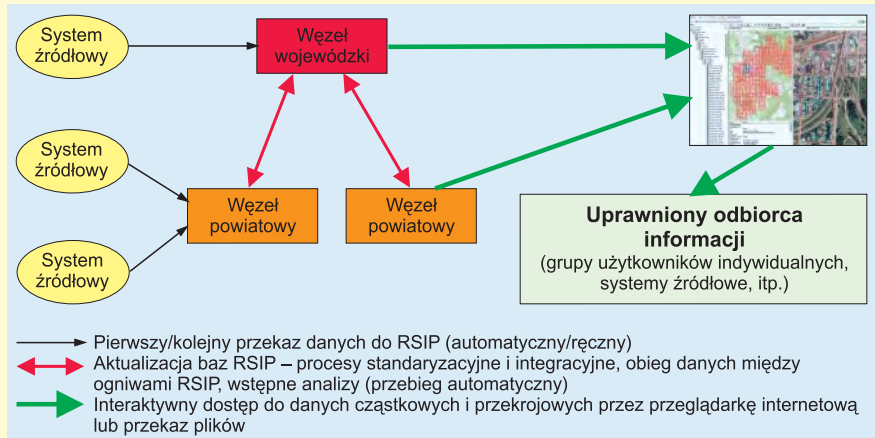 System
źródłowy
Węzeł
wojewódzki
System
źródłowy
Węzeł
powiatowy
Węzeł
powiatowy
System
źródłowy
Uprawniony odbiorca
informacji
(grupy użytkowników indywidualnych,
systemy źródłowe, itp.)
Pierwszy/kolejny przekaz danych do RSIP (automatyczny/ręczny)
Aktualizacja baz RSIP – procesy standaryzacyjne i integracyjne, obieg danych między
ogniwami RSIP, wstępne analizy (przebieg automatyczny)
Interaktywny dostęp do danych cząstkowych i przekrojowych przez przeglądarkę internetową
lub przekaz plików